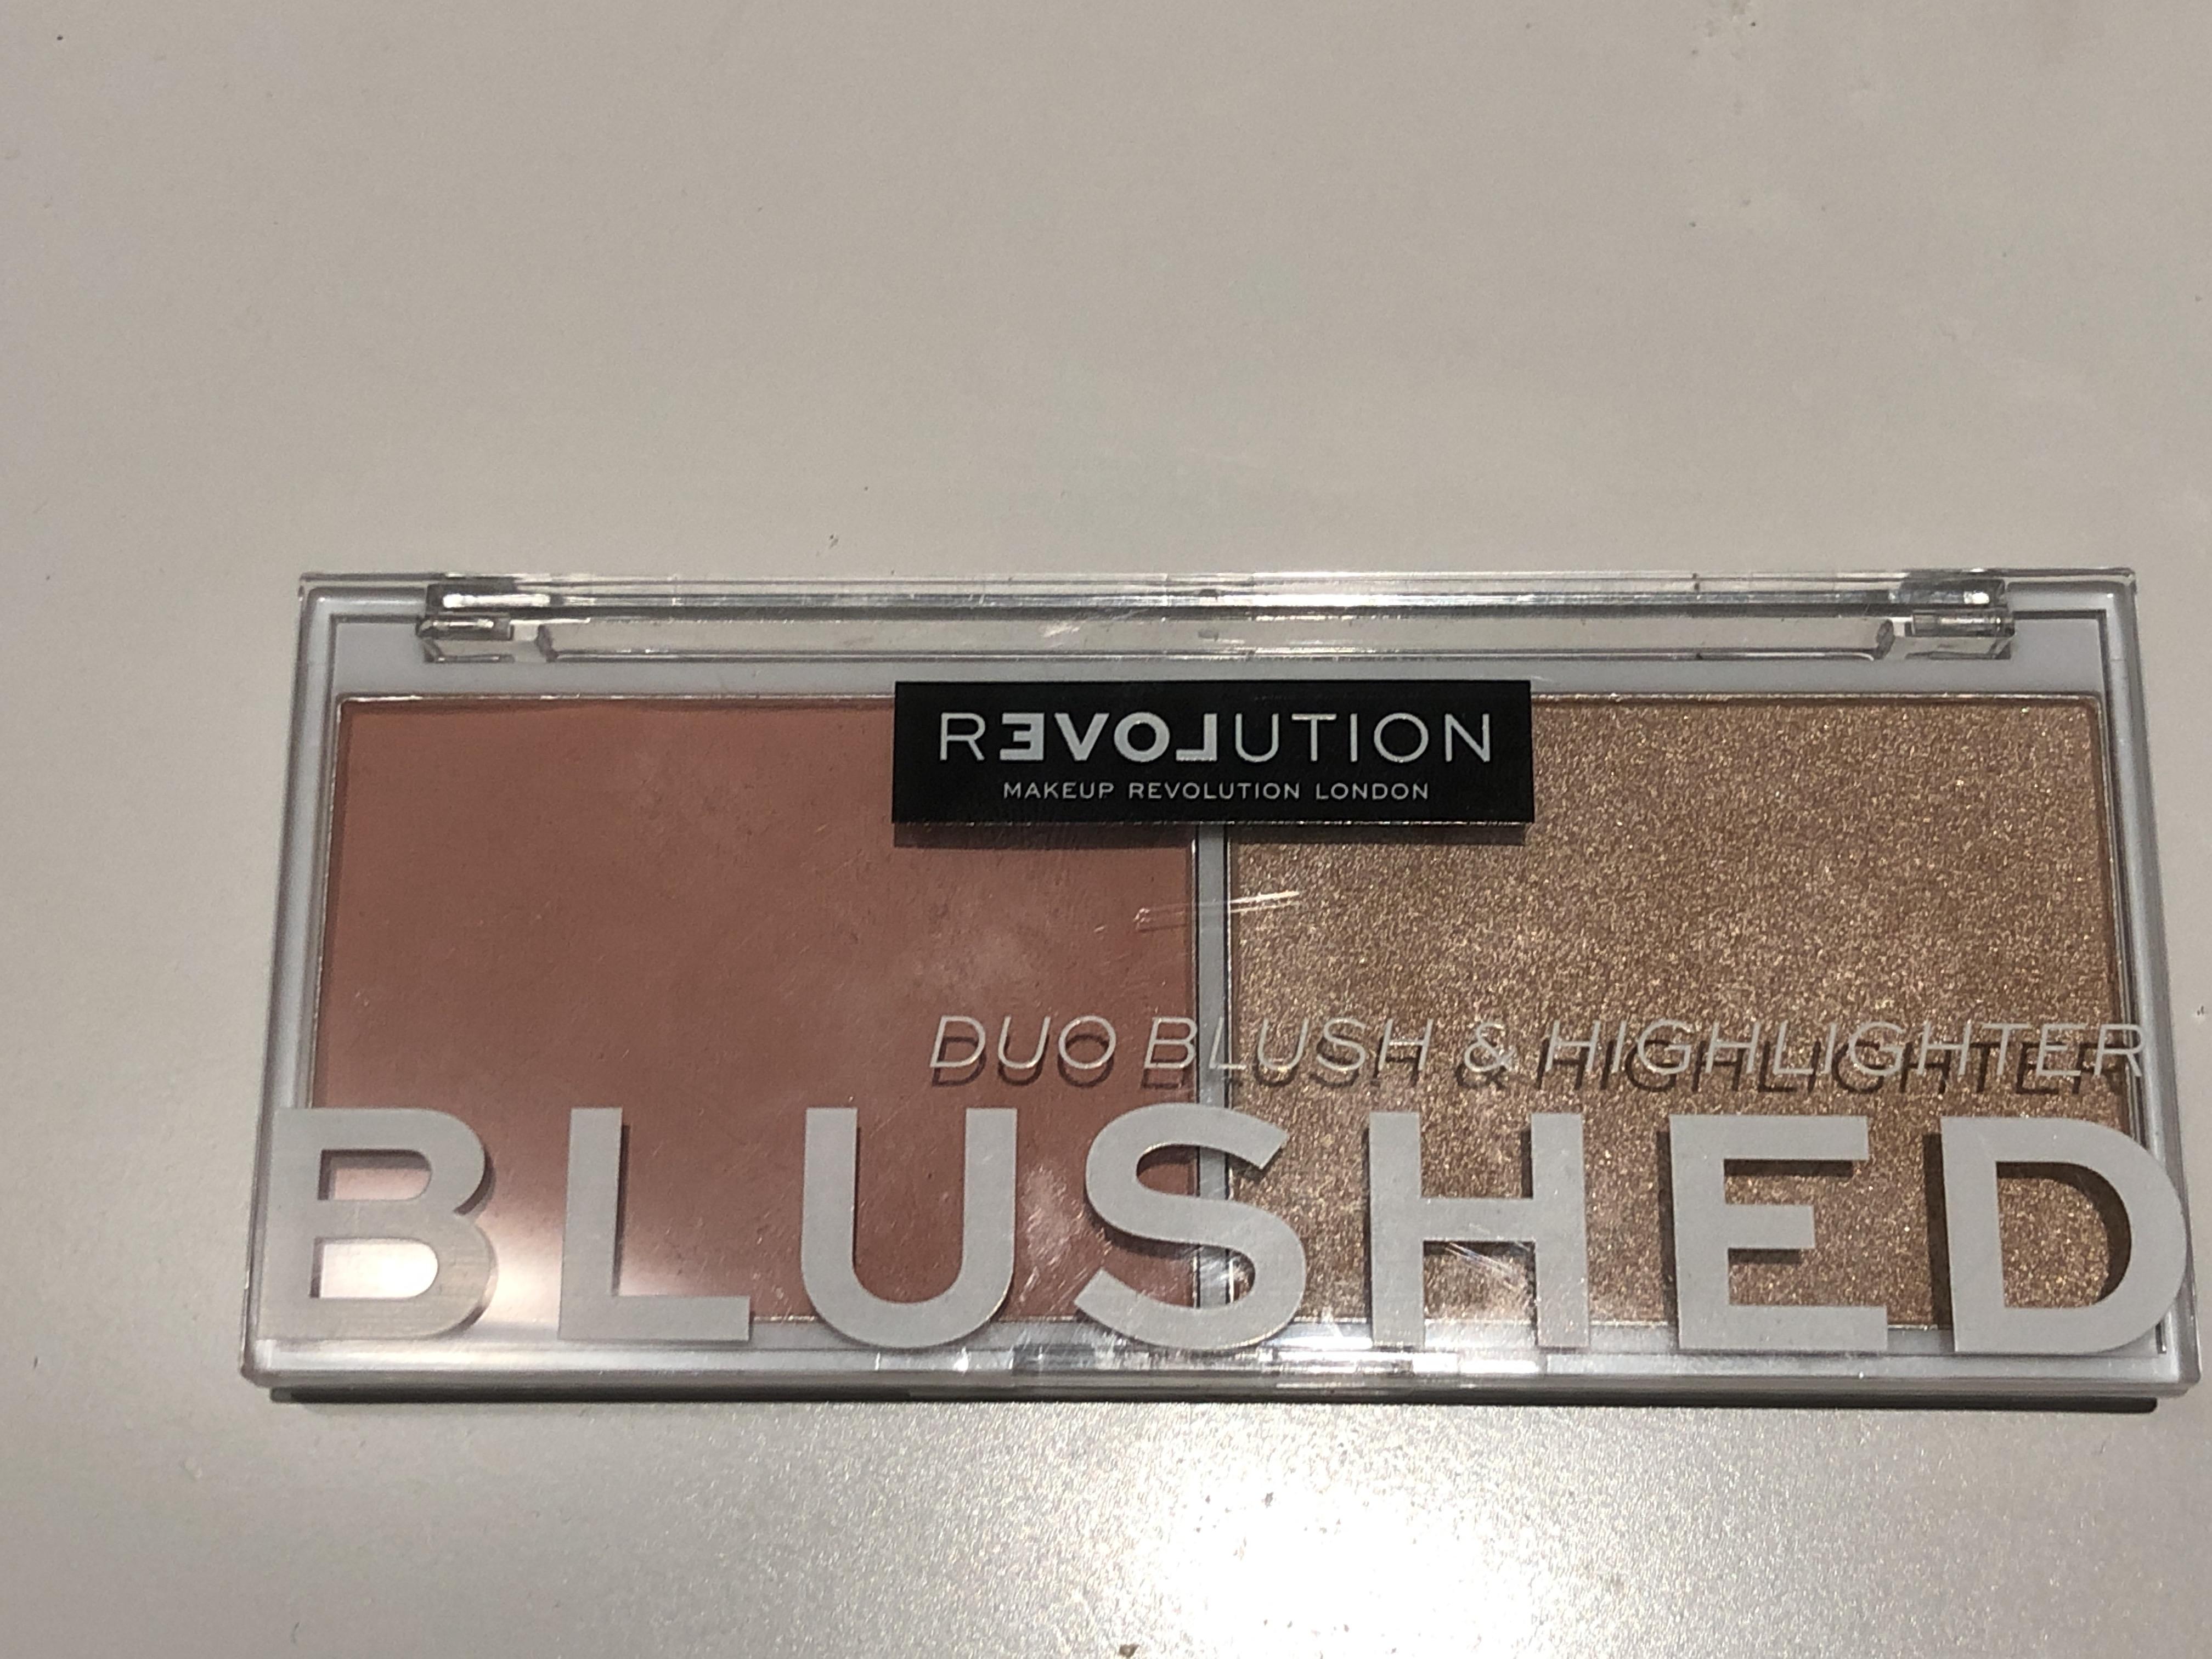 REVOLUTION
MAKEUP REVOLUTION LONDON
DUO BLUSH & HIGHLIGHTER
BLUSHED